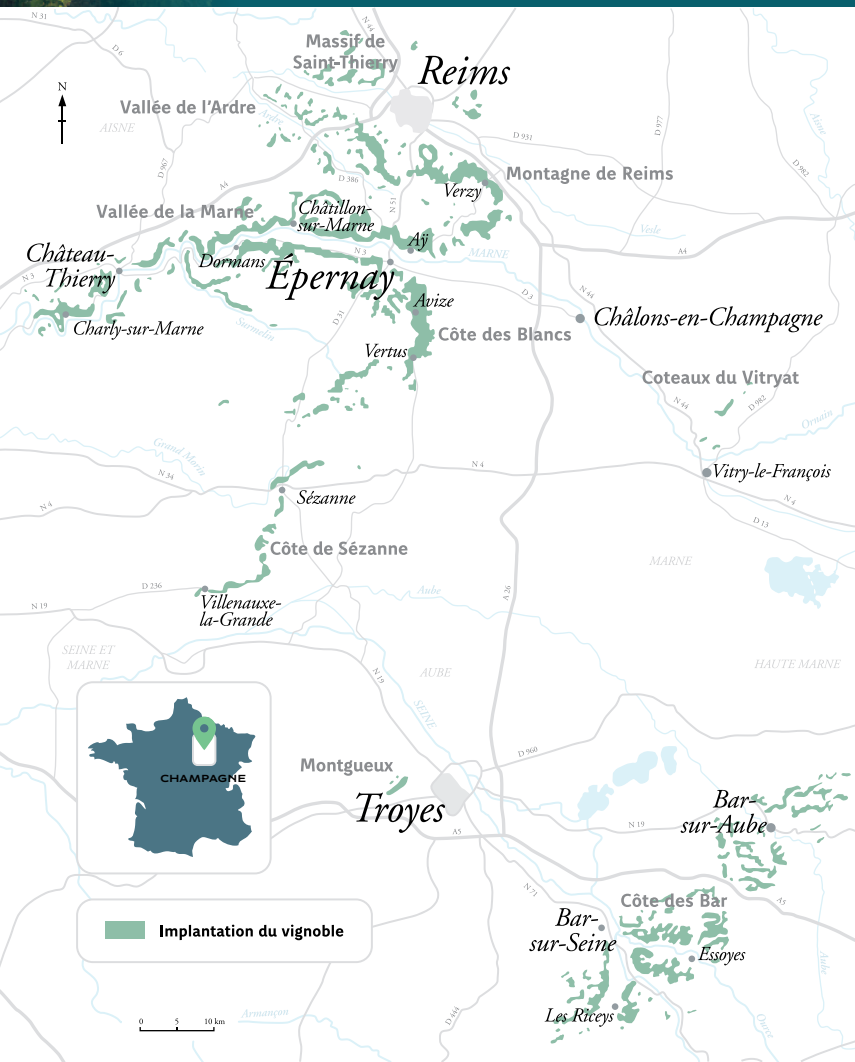 N 31
N 44
Massif de
Saint-Thierry
Reims
D 6
N
Vallée de l'Ardre
AISNE
Ardre
D 931
D 977
Aisne
D 982
D 967
A4
D 386
Montagne de Reims
Verzy
N 51
Vallée de la Marne
Châtillon-
sur-Marne
Vesle
A4
Aÿ
Château-
Thierry
Dormans
N 3
MARNE
Épernay
N 3
D 3
N 44
Avize
Charly-sur-Marne
Surmelin
D 31
Châlons-en-Champagne
Côte des Blancs
Vertus
Coteaux du Vitryat
N 44
D 982
Ornain
Grand Morin
N 34
N 4
Vitry-le-François
N 4
Sézanne
N 4
D 13
Côte de Sézanne
MARNE
D 236
Aube
A 26
N 19
Villenauxe-
la-Grande
SEINE ET
MARNE
AUBE
HAUTE MARNE
N 19
SEINE
D 960
CHAMPAGNE
Montgueux
Troyes
Bar-
sur-Aube
N 19
A5
A5
N 71
Côte des Bar
Bar-
sur-Seine
Implantation du vignoble
Essoyes
Aube
Les Riceys
Armançon
D 444
Ource
0 5 10 km